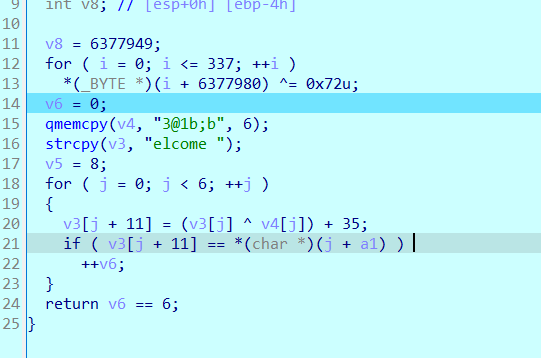 9 int v8; // [esp+0h] [ebp-4h]
10
11 v8 = 6377949;
12 for ( i = 0; i <= 337; ++i )
13 *(_BYTE *)(i + 6377980) ^= 0x72u;
14 v6 = 0;
15 qmemcpy(v4, "3@1b;b", 6);
16 strcpy(v3, "elcome ");
17 v5 = 8;
18 for ( j = 0; j < 6; ++j )
19 {
20 v3[j + 11] = (v3[j] ^ v4[j]) + 35;
21 if ( v3[j + 11] == *(char *)(j + a1) )
22 ++v6;
23 }
24 return v6 == 6;
25 }